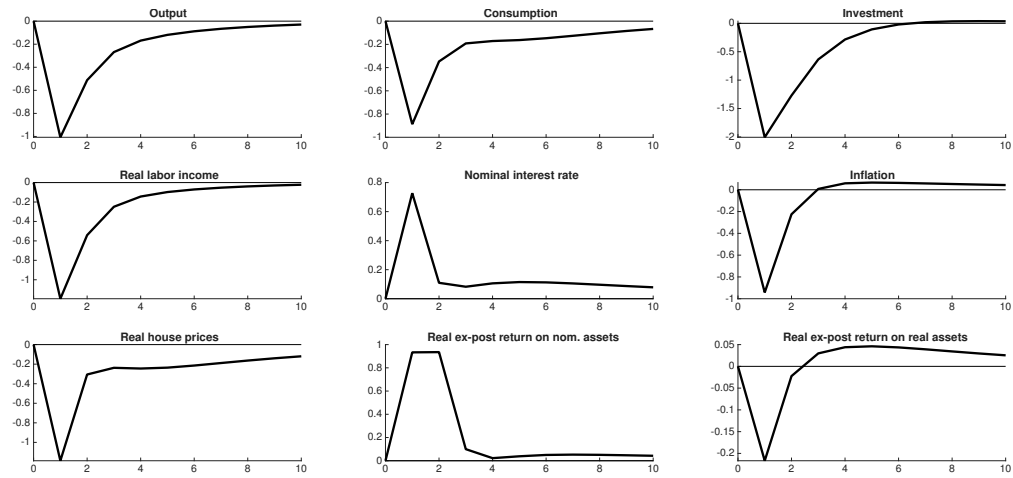 Output
0
-0.2
-0.4
-0.6
-0.8
-1
0 2 4 6 8 10
Consumption
0
-0.2
-0.4
-0.6
-0.8
-1
0 2 4 6 8 10
Investment
0
-0.5
-1
-1.5
-2
0 2 4 6 8 10
Real labor income
0
-0.2
-0.4
-0.6
-0.8
-1
0 2 4 6 8 10
Nominal interest rate
0.8
0.6
0.4
0.2
0
0 2 4 6 8 10
Inflation
0
-0.2
-0.4
-0.6
-0.8
-1
0 2 4 6 8 10
Real house prices
0
-0.2
-0.4
-0.6
-0.8
-1
0 2 4 6 8 10
Real ex-post return on nom. assets
1
0.8
0.6
0.4
0.2
0
0 2 4 6 8 10
Real ex-post return on real assets
0.05
0
-0.05
-0.1
-0.15
-0.2
0 2 4 6 8 10